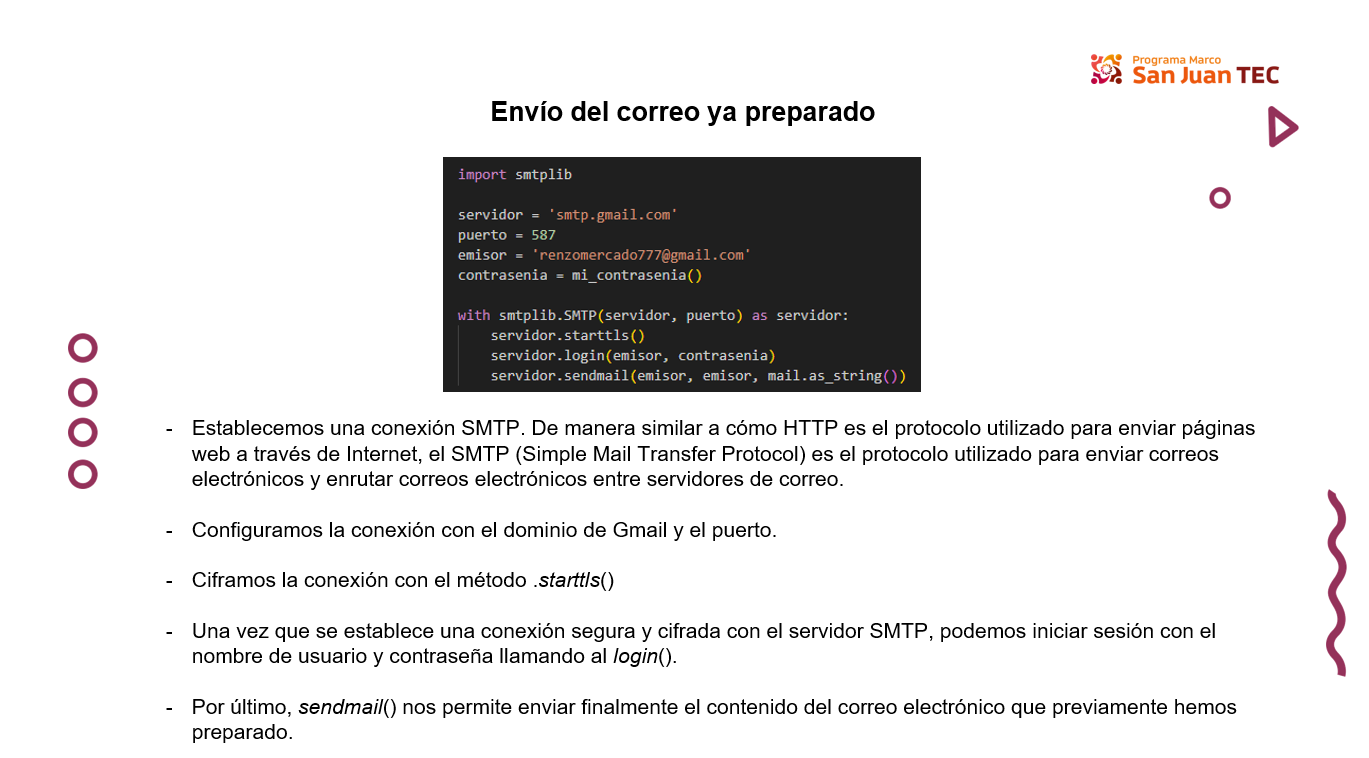 Programa Marco
San Juan TEC
Envío del correo ya preparado
import smtplib
servidor = 'smtp.gmail.com'
puerto = 587
emisor = 'renzomercado777@gmail.com'
contrasenia = mi_contrasenia()
with smtplib.SMTP(servidor, puerto) as servidor:
    servidor.starttls()
    servidor.login(emisor, contrasenia)
    servidor.sendmail(emisor, emisor, mail.as_string())
- Establecemos una conexión SMTP. De manera similar a cómo HTTP es el protocolo utilizado para enviar páginas
web a través de Internet, el SMTP (Simple Mail Transfer Protocol) es el protocolo utilizado para enviar correos
electrónicos y enrutar correos electrónicos entre servidores de correo.
- Configuramos la conexión con el dominio de Gmail y el puerto.
- Ciframos la conexión con el método .starttls()
- Una vez que se establece una conexión segura y cifrada con el servidor SMTP, podemos iniciar sesión con el
nombre de usuario y contraseña llamando al login().
- Por último, sendmail() nos permite enviar finalmente el contenido del correo electrónico que previamente hemos
preparado.